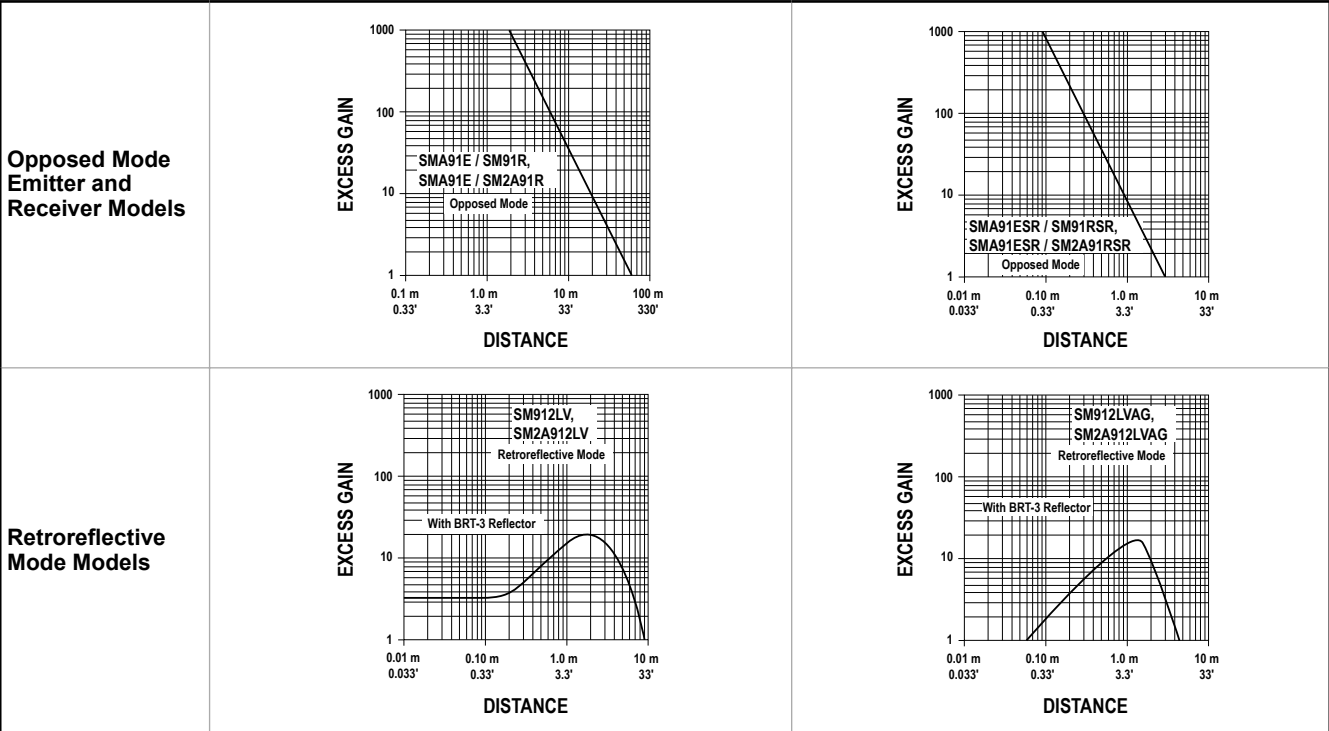 Opposed Mode
Emitter and
Receiver Models
EXCESS GAIN
1000
100
10
1
SMA91E / SM91R,
SMA91E / SM2A91R
Opposed Mode
0.1 m 1.0 m 10 m 100 m
0.33' 3.3' 33' 330'
DISTANCE
EXCESS GAIN
1000
100
10
1
SMA91ESR / SM91RSR,
SMA91ESR / SM2A91RSR
Opposed Mode
0.01 m 0.10 m 1.0 m 10 m
0.033' 0.33' 3.3' 33'
DISTANCE
Retroreflective
Mode Models
EXCESS GAIN
1000
100
10
1
SM912LV,
SM2A912LV
Retroreflective Mode
With BRT-3 Reflector
0.01 m 0.10 m 1.0 m 10 m
0.033' 0.33' 3.3' 33'
DISTANCE
EXCESS GAIN
1000
100
10
1
SM912LVAG,
SM2A912LVAG
Retroreflective Mode
With BRT-3 Reflector
0.01 m 0.10 m 1.0 m 10 m
0.033' 0.33' 3.3' 33'
DISTANCE